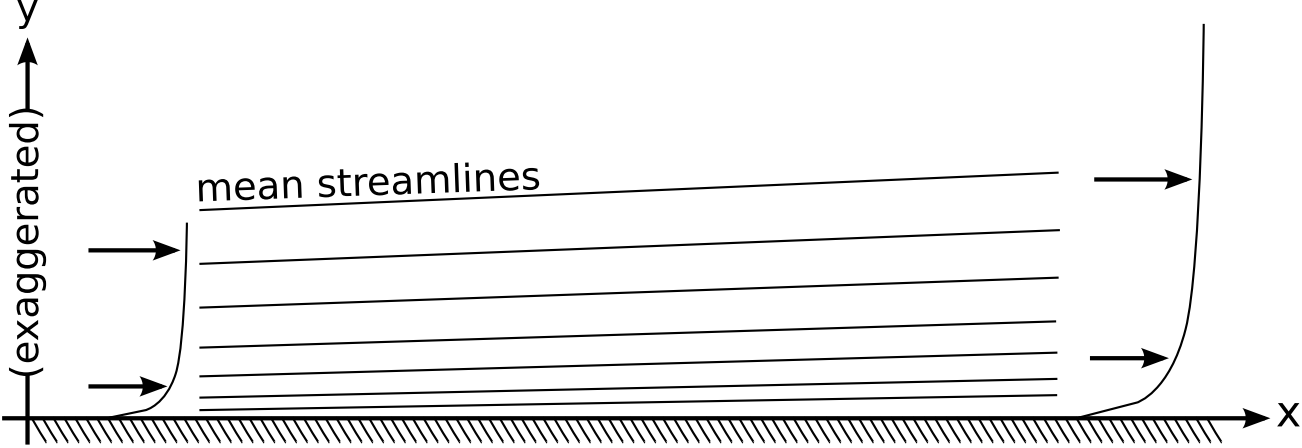 y
(exaggerated)
mean streamlines
x